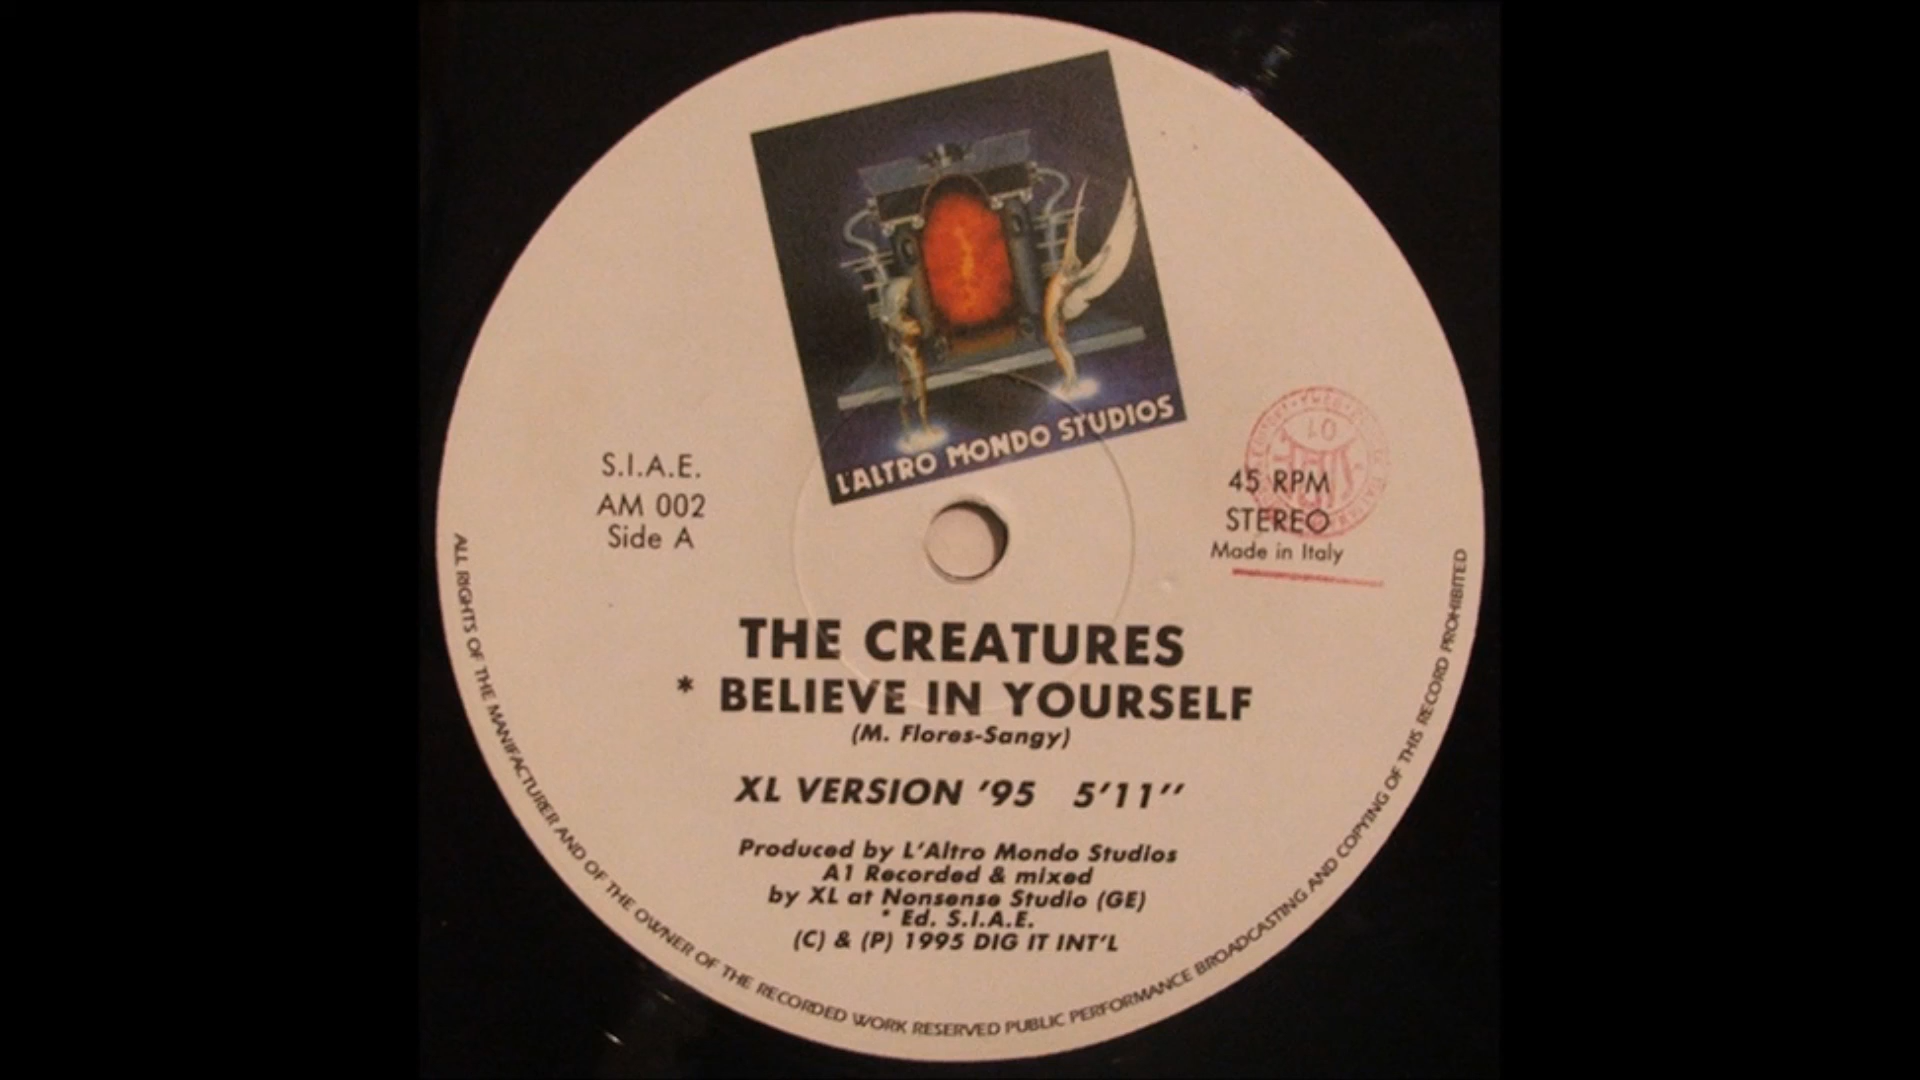 L'ALTRO MONDO STUDIOS
S.I.A.E.
AM 002
Side A
45 RPM
STEREO
Made in Italy
THE CREATURES
* BELIEVE IN YOURSELF
(M. Flores-Sangy)
XL VERSION '95 5'11''
Produced by L'Altro Mondo Studios
A1 Recorded & mixed
by XL at Nonsense Studio (GE)
* Ed. S.I.A.E.
(C) & (P) 1995 DIG IT INT'L
ALL RIGHTS OF THE MANIFACTURER AND OF THE OWNER OF THE RECORDED WORK RESERVED PUBLIC PERFORMANCE BROADCASTING AND COPYING OF THIS RECORD PROHIBITED